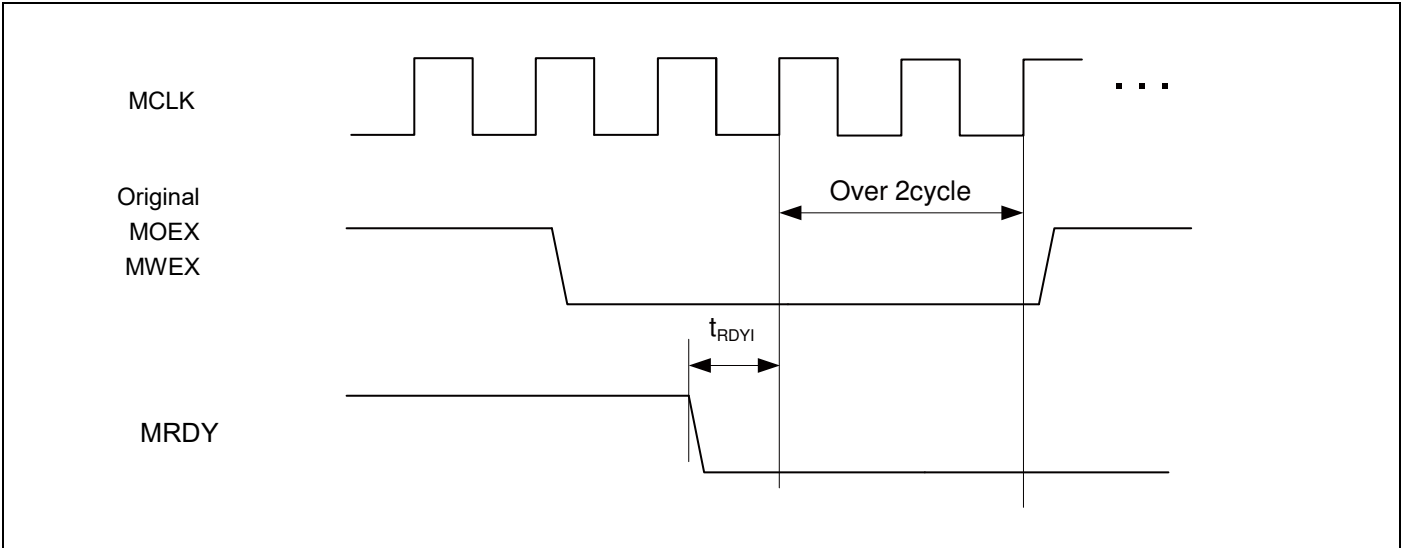 MCLK
. . .
Original
MOEX
MWEX
Over 2cycle
tRDYI
MRDY